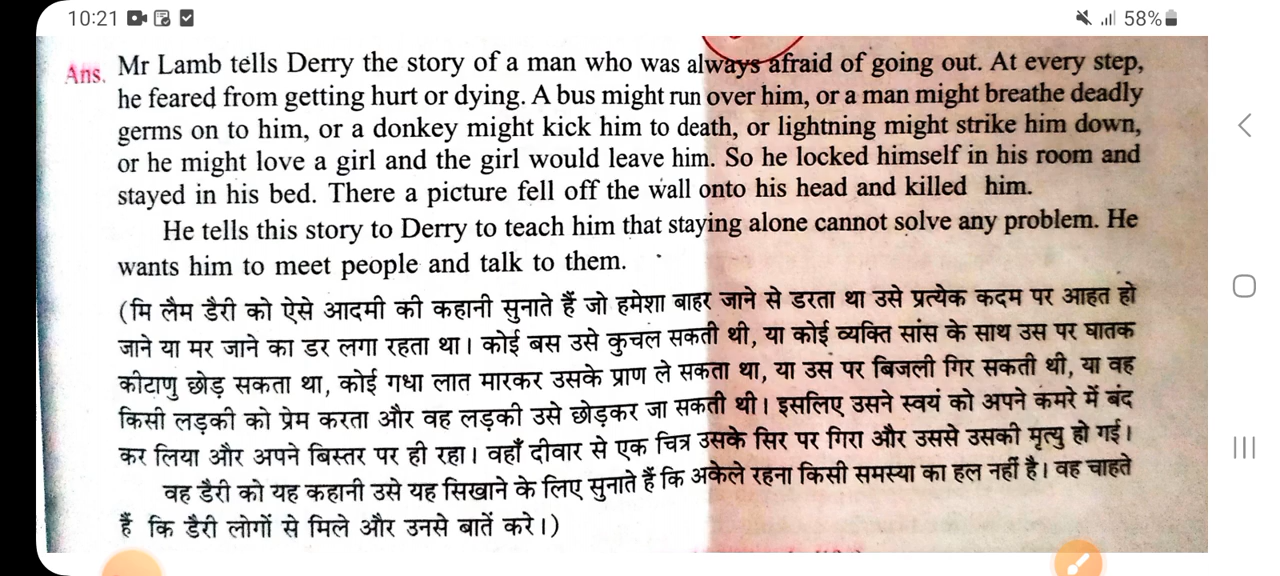 10:21
58%
Ans. Mr Lamb tells Derry the story of a man who was always afraid of going out. At every step,
he feared from getting hurt or dying. A bus might run over him, or a man might breathe deadly
germs on to him, or a donkey might kick him to death, or lightning might strike him down,
or he might love a girl and the girl would leave him. So he locked himself in his room and
stayed in his bed. There a picture fell off the wall onto his head and killed him.
He tells this story to Derry to teach him that staying alone cannot solve any problem. He
wants him to meet people and talk to them.
(मि लैम डैरी को ऐसे आदमी की कहानी सुनाते हैं जो हमेशा बाहर जाने से डरता था उसे प्रत्येक कदम पर आहत हो
जाने या मर जाने का डर लगा रहता था। कोई बस उसे कुचल सकती थी, या कोई व्यक्ति सांस के साथ उस पर घातक
कीटाणु छोड़ सकता था, कोई गधा लात मारकर उसके प्राण ले सकता था, या उस पर बिजली गिर सकती थी, या वह
किसी लड़की को प्रेम करता और वह लड़की उसे छोड़कर जा सकती थी। इसलिए उसने स्वयं को अपने कमरे में बंद
कर लिया और अपने बिस्तर पर ही रहा। वहाँ दीवार से एक चित्र उसके सिर पर गिरा और उससे उसकी मृत्यु हो गई।
वह डैरी को यह कहानी उसे यह सिखाने के लिए सुनाते हैं कि अकेले रहना किसी समस्या का हल नहीं है। वह चाहते
हैं कि डैरी लोगों से मिले और उनसे बातें करे।)